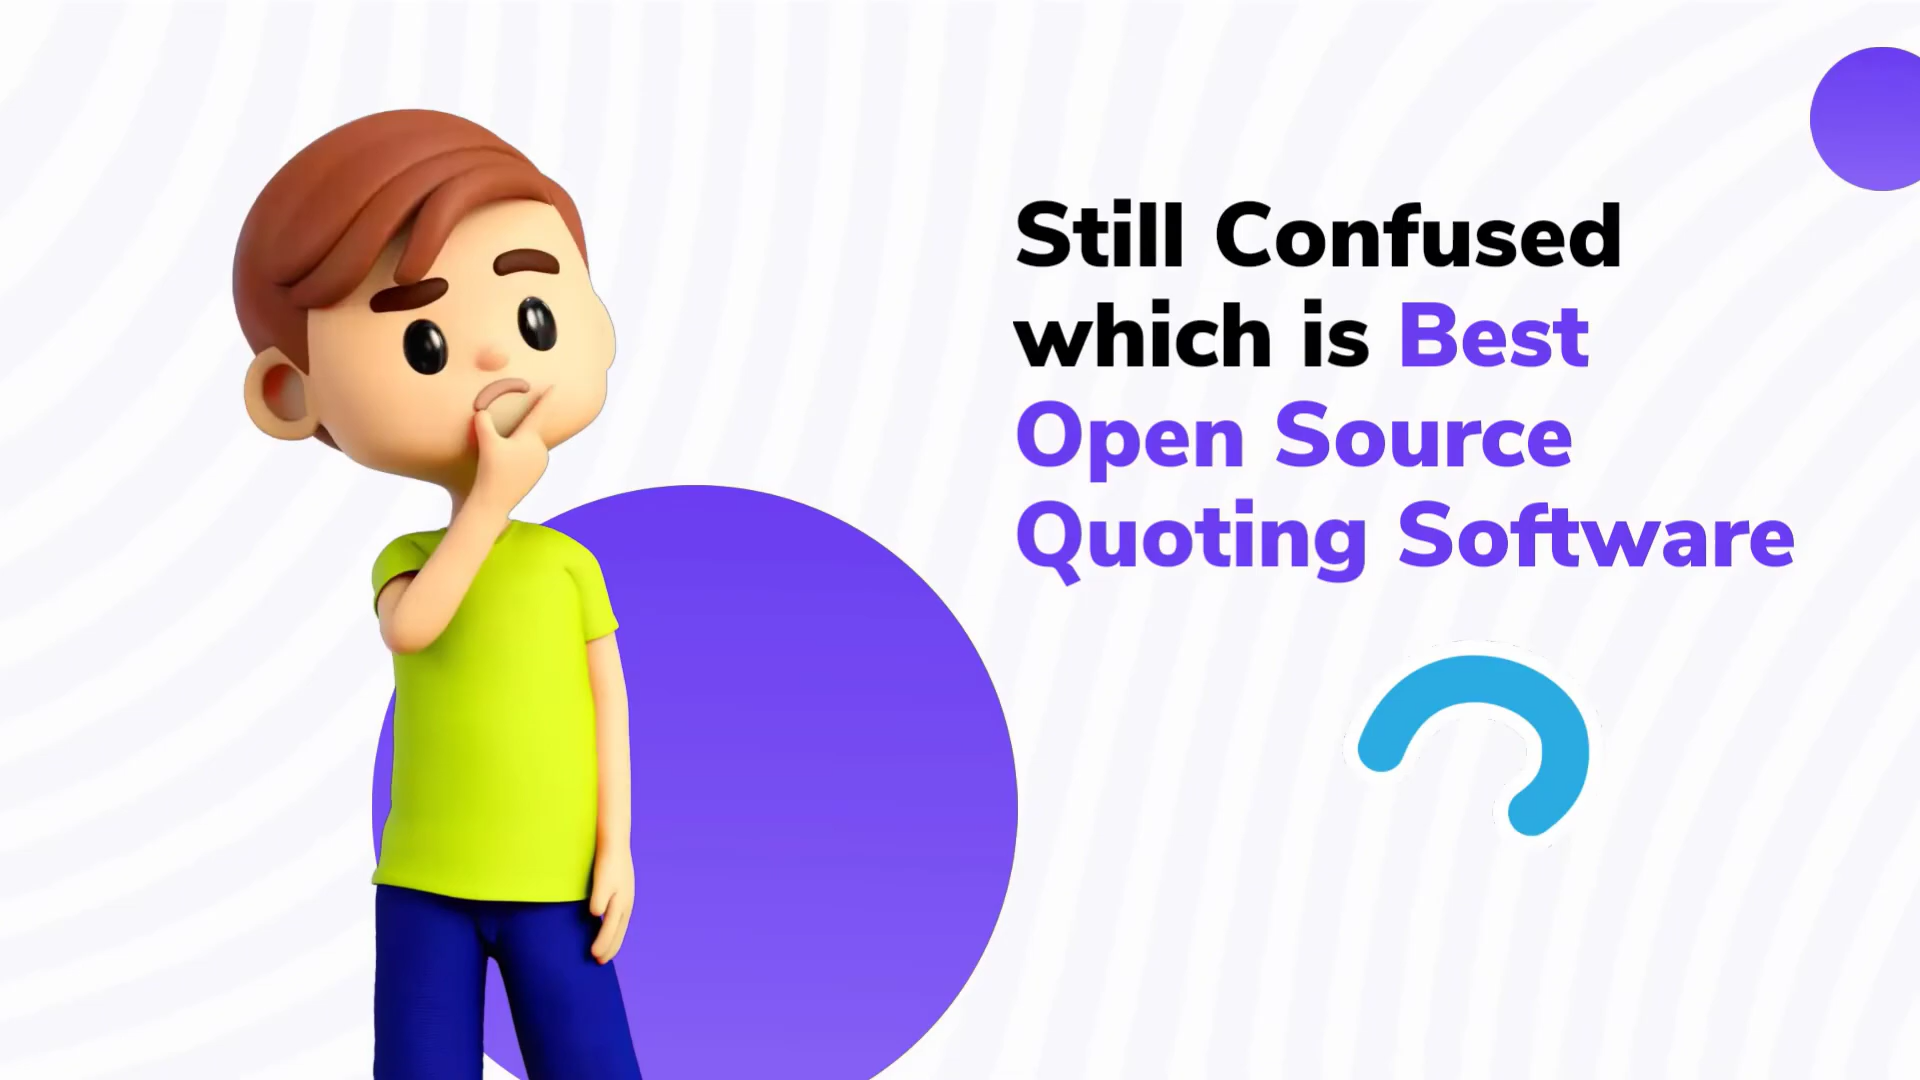 Still Confused
which is Best
Open Source
Quoting Software